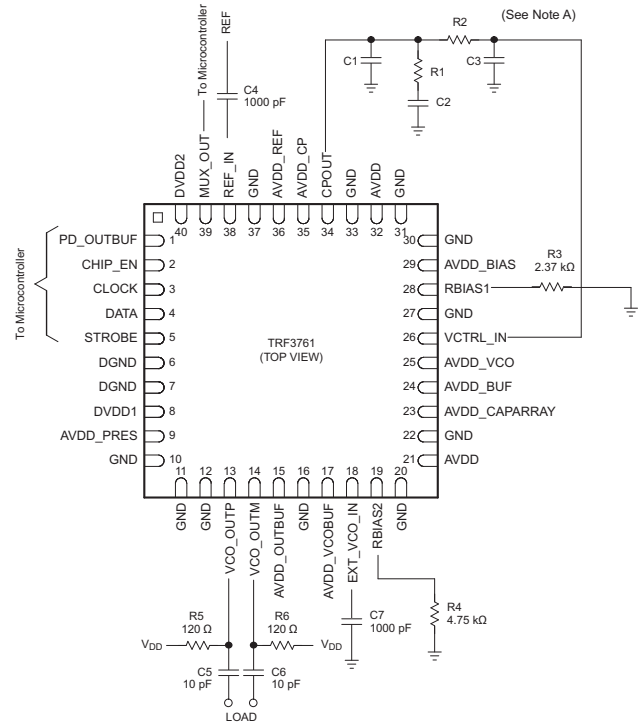 (See Note A)
REF
To Microcontroller
C4
1000 pF
R2
C1
R1
C3
C2
DVDD2
MUX_OUT
REF_IN
GND
AVDD_REF
AVDD_CP
CPOUT
GND
AVDD
GND
40
39
38
37
36
35
34
33
32
31
To Microcontroller
PD_OUTBUF 1
CHIP_EN 2
CLOCK 3
DATA 4
STROBE 5
DGND 6
DGND 7
DVDD1 8
AVDD_PRES 9
GND 10
TRF3761
(TOP VIEW)
30 GND
29 AVDD_BIAS
28 RBIAS1
27 GND
26 VCTRL_IN
25 AVDD_VCO
24 AVDD_BUF
23 AVDD_CAPARRAY
22 GND
21 AVDD
R3
2.37 kΩ
11
12
13
14
15
16
17
18
19
20
GND
GND
VCO_OUTP
VCO_OUTM
AVDD_OUTBUF
GND
AVDD_VCOBUF
EXT_VCO_IN
RBIAS2
GND
R5
120 Ω
R6
120 Ω
VDD
VDD
C5
10 pF
C6
10 pF
LOAD
C7
1000 pF
R4
4.75 kΩ